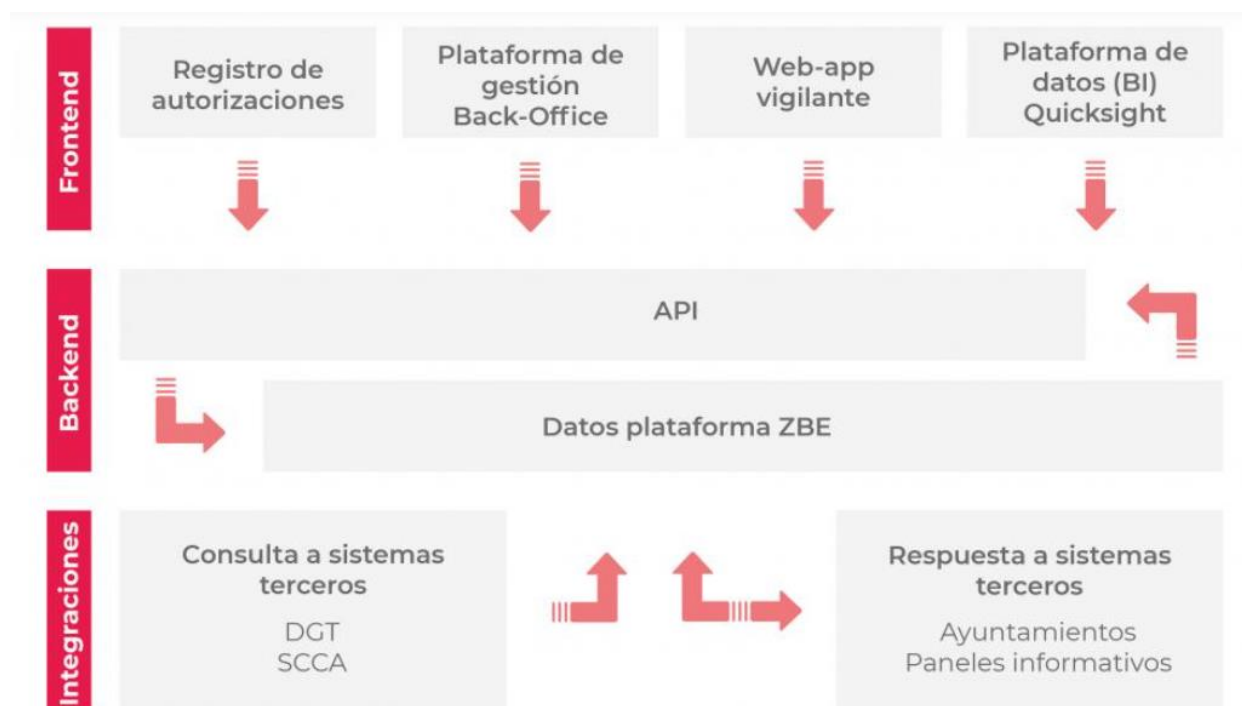 Frontend
Registro de
autorizaciones
Plataforma de
gestión
Back-Office
Web-app
vigilante
Plataforma de
datos (BI)
Quicksight
Backend
API
Datos plataforma ZBE
Integraciones
Consulta a sistemas
terceros
DGT
SCCA
Respuesta a sistemas
terceros
Ayuntamientos
Paneles informativos